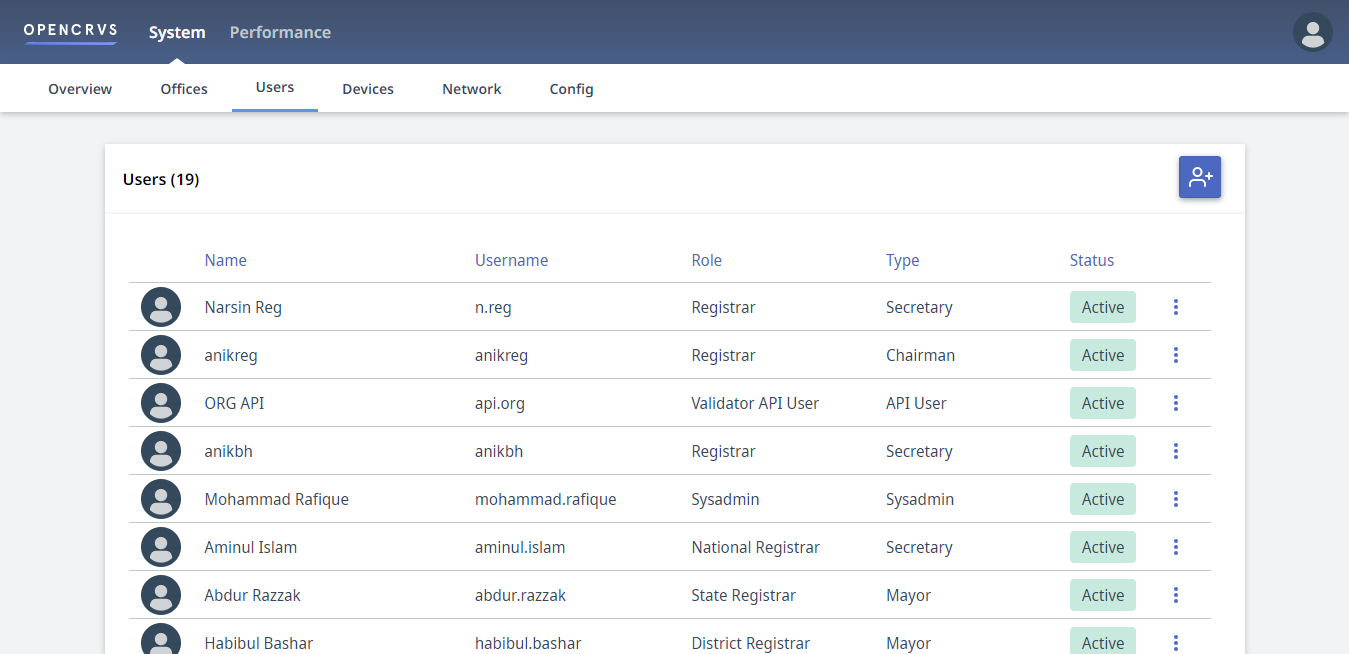 OPENCRVS System Performance
Overview Offices Users Devices Network Config
Users (19)
Name Username Role Type Status
Narsin Reg n.reg Registrar Secretary Active
anikreg anikreg Registrar Chairman Active
ORG API api.org Validator API User API User Active
anikbh anikbh Registrar Secretary Active
Mohammad Rafique mohammad.rafique Sysadmin Sysadmin Active
Aminul Islam aminul.islam National Registrar Secretary Active
Abdur Razzak abdur.razzak State Registrar Mayor Active
Habibul Bashar habibul.bashar District Registrar Mayor Active